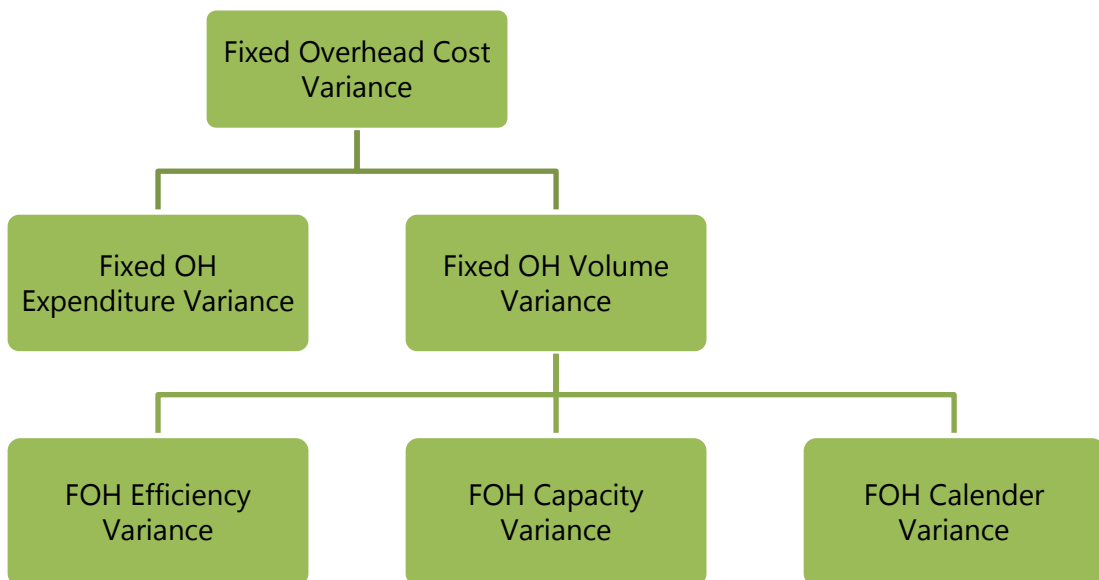 Fixed Overhead Cost
Variance
Fixed OH
Expenditure Variance
Fixed OH Volume
Variance
FOH Efficiency
Variance
FOH Capacity
Variance
FOH Calender
Variance